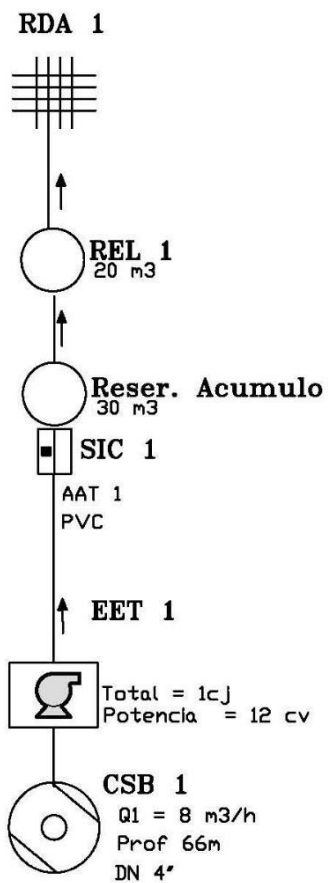 RDA 1
REL 1
20 m3
Reser. Acumulo
30 m3
SIC 1
AAT 1
PVC
EET 1
Total = 1cj
Potencia = 12 cv
CSB 1
Q1 = 8 m3/h
Prof 66m
DN 4"